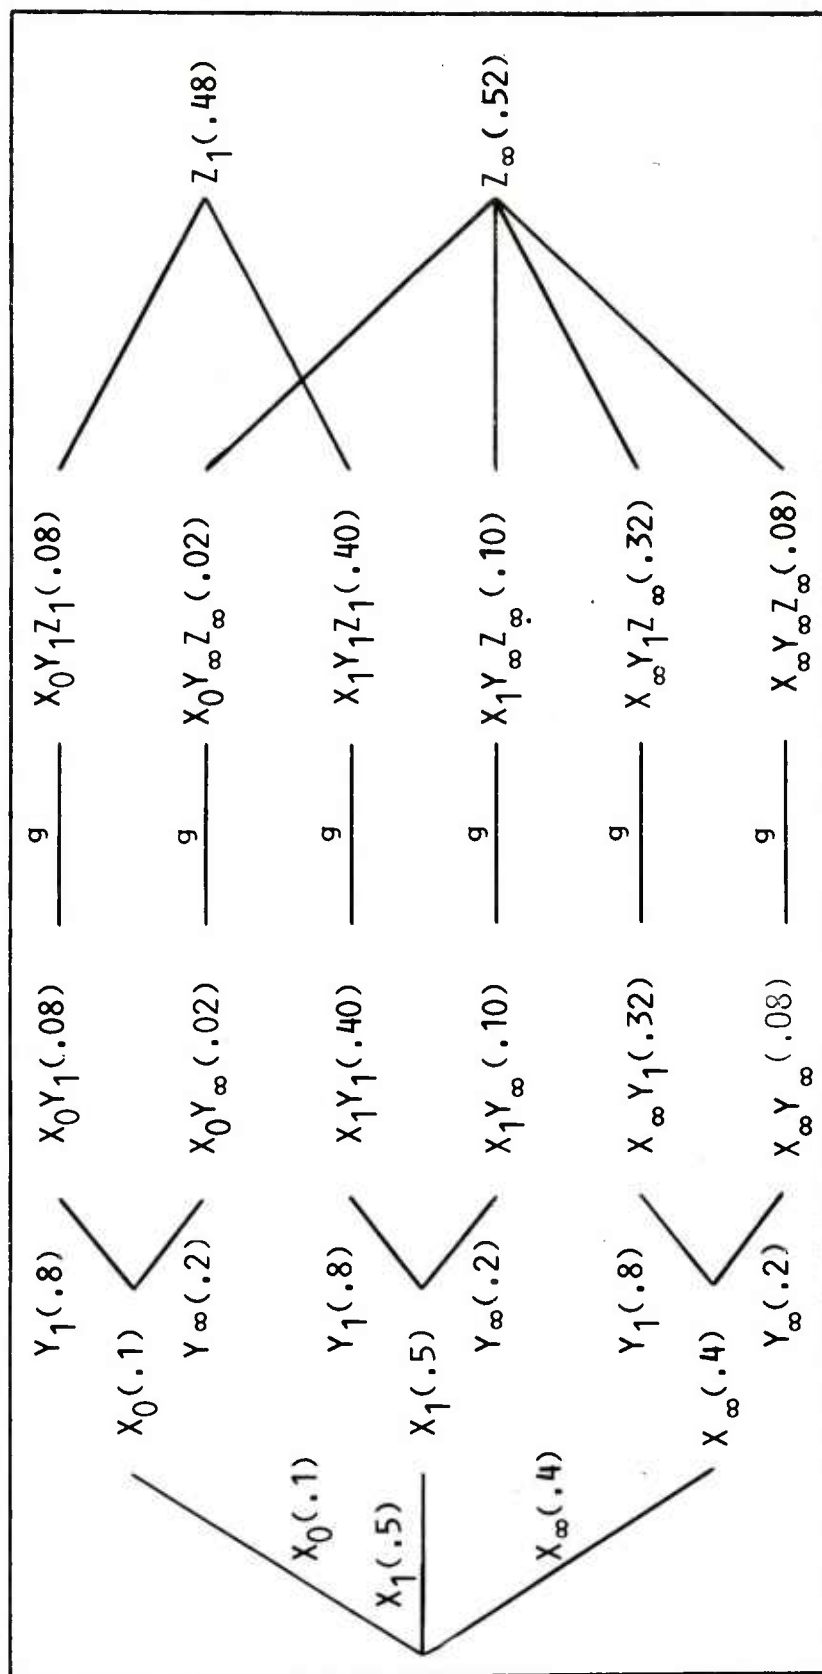 Y₁(.8) X₀Y₁(.08) g X₀Y₁Z₁(.08)
X₀(.1)
Y∞(.2) X₀Y∞(.02) g X₀Y∞Z∞(.02) Z₁(.48)
X₀(.1)
Y₁(.8) X₁Y₁(.40) g X₁Y₁Z₁(.40)
X₁(.5) X₁(.5)
Y∞(.2) X₁Y∞(.10) g X₁Y∞Z∞(.10) Z∞(.52)
X∞(.4)
Y₁(.8) X∞Y₁(.32) g X∞Y₁Z∞(.32)
X∞(.4)
Y∞(.2) X∞Y∞(.08) g X∞Y∞Z∞(.08)